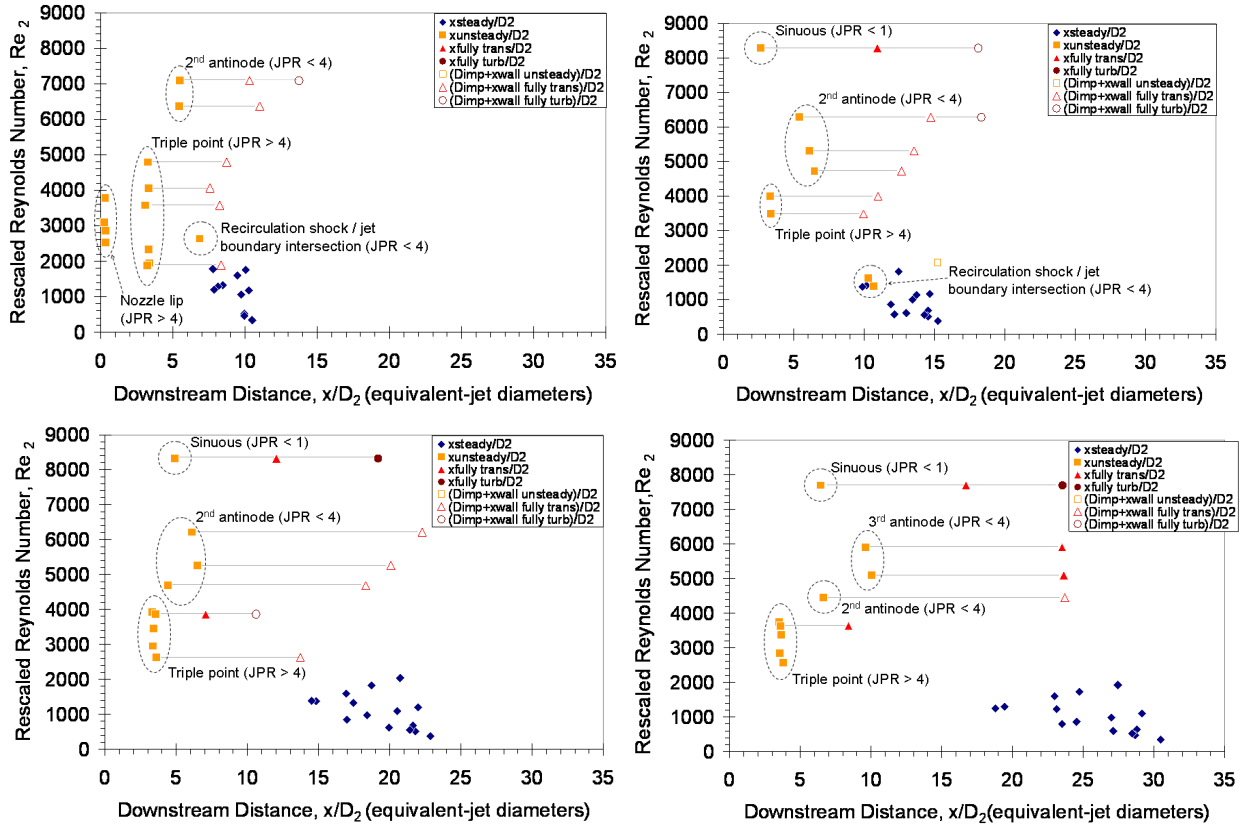 9000
8000
7000
6000
5000
4000
3000
2000
1000
0
Rescaled Reynolds Number, Re 2
2nd antinode (JPR < 4)
Triple point (JPR > 4)
Recirculation shock / jet
boundary intersection (JPR < 4)
Nozzle lip
(JPR > 4)
xsteady/D2
xunsteady/D2
xfully trans/D2
xfully turb/D2
(Dimp+xwall unsteady)/D2
(Dimp+xwall fully trans)/D2
(Dimp+xwall fully turb)/D2
0 5 10 15 20 25 30 35
Downstream Distance, x/D2 (equivalent-jet diameters)
9000
8000
7000
6000
5000
4000
3000
2000
1000
0
Rescaled Reynolds Number, Re 2
Sinuous (JPR < 1)
2nd antinode (JPR < 4)
Triple point (JPR > 4)
Recirculation shock / jet
boundary intersection (JPR < 4)
xsteady/D2
xunsteady/D2
xfully trans/D2
xfully turb/D2
(Dimp+xwall unsteady)/D2
(Dimp+xwall fully trans)/D2
(Dimp+xwall fully turb)/D2
0 5 10 15 20 25 30 35
Downstream Distance, x/D2 (equivalent-jet diameters)
9000
8000
7000
6000
5000
4000
3000
2000
1000
0
Rescaled Reynolds Number, Re 2
Sinuous (JPR < 1)
2nd antinode (JPR < 4)
Triple point (JPR > 4)
xsteady/D2
xunsteady/D2
xfully trans/D2
xfully turb/D2
(Dimp+xwall unsteady)/D2
(Dimp+xwall fully trans)/D2
(Dimp+xwall fully turb)/D2
0 5 10 15 20 25 30 35
Downstream Distance, x/D2 (equivalent-jet diameters)
9000
8000
7000
6000
5000
4000
3000
2000
1000
0
Rescaled Reynolds Number,Re 2
Sinuous (JPR < 1)
3rd antinode (JPR < 4)
2nd antinode (JPR < 4)
Triple point (JPR > 4)
xsteady/D2
xunsteady/D2
xfully trans/D2
xfully turb/D2
(Dimp+xwall unsteady)/D2
(Dimp+xwall fully trans)/D2
(Dimp+xwall fully turb)/D2
0 5 10 15 20 25 30 35
Downstream Distance, x/D2(equivalent-jet diameters)